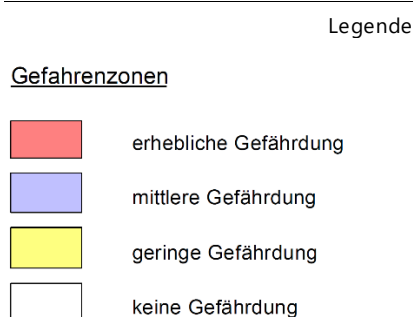 Legende
Gefahrenzonen
erhebliche Gefährdung
mittlere Gefährdung
geringe Gefährdung
keine Gefährdung